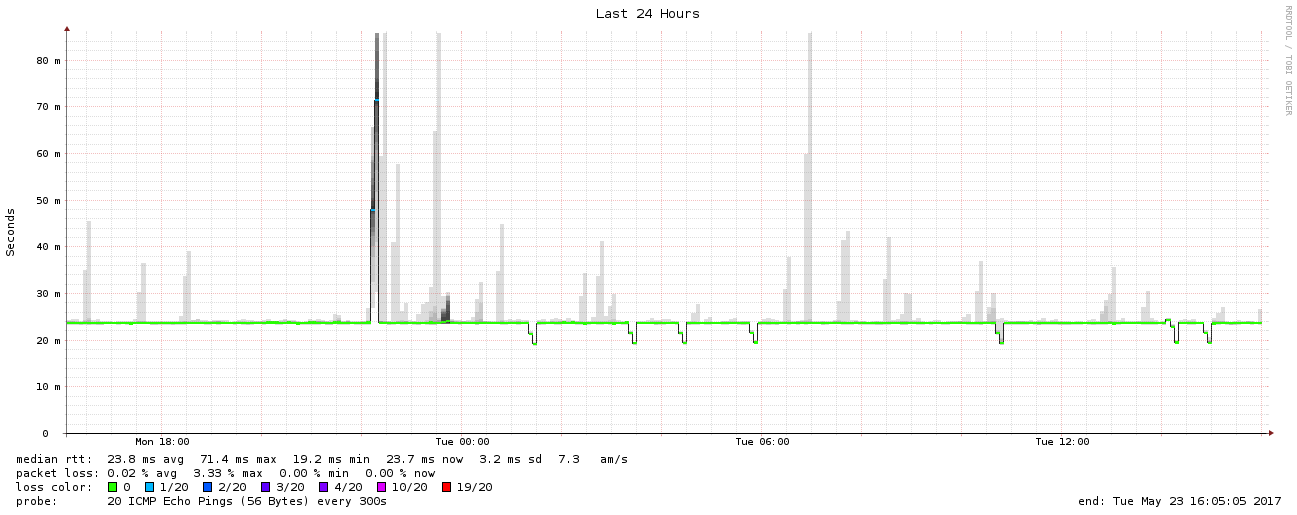 Last 24 Hours
RRDTOOL / TOBI OETIKER
Seconds
80 m
70 m
60 m
50 m
40 m
30 m
20 m
10 m
0
Mon 18:00 Tue 00:00 Tue 06:00 Tue 12:00
median rtt: 23.8 ms avg 71.4 ms max 19.2 ms min 23.7 ms now 3.2 ms sd 7.3 am/s
packet loss: 0.02 % avg 3.33 % max 0.00 % min 0.00 % now
loss color: 0 1/20 2/20 3/20 4/20 10/20 19/20
probe: 20 ICMP Echo Pings (56 Bytes) every 300s end: Tue May 23 16:05:05 2017